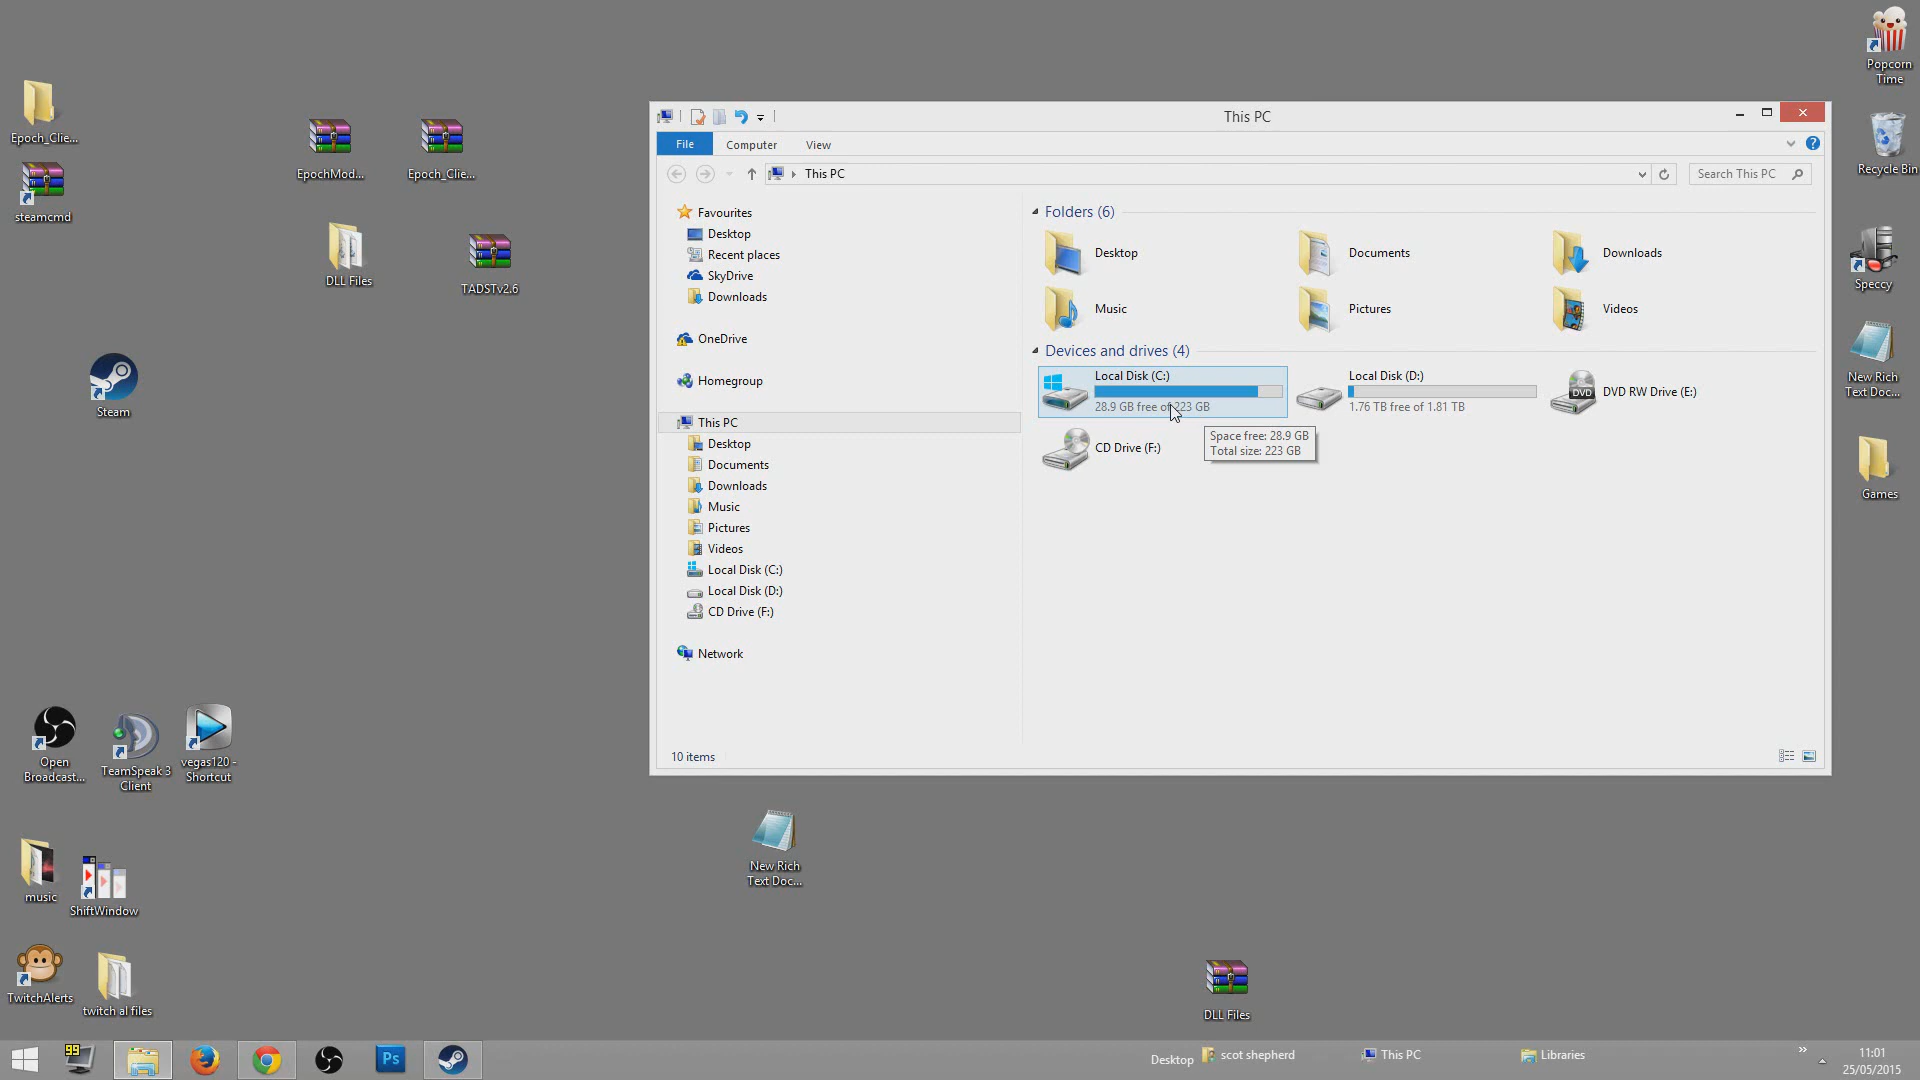 Popcorn
Time
Epoch_Clie...
steamcmd
EpochMod...
Epoch_Clie...
DLL Files
TADSTv2.6
Steam
Recycle Bin
Speccy
New Rich
Text Doc...
Games
This PC
File
Computer
View
This PC
Search This PC
Favourites
Desktop
Recent places
SkyDrive
Downloads
OneDrive
Homegroup
This PC
Desktop
Documents
Downloads
Music
Pictures
Videos
Local Disk (C:)
Local Disk (D:)
CD Drive (F:)
Network
Folders (6)
Desktop
Documents
Downloads
Music
Pictures
Videos
Devices and drives (4)
Local Disk (C:)
28.9 GB free of 223 GB
Local Disk (D:)
1.76 TB free of 1.81 TB
DVD
DVD RW Drive (E:)
CD Drive (F:)
Space free: 28.9 GB
Total size: 223 GB
10 items
Open
Broadcast...
TeamSpeak 3
Client
vegas120 -
Shortcut
music
ShiftWindow
TwitchAlerts
twitch al files
New Rich
Text Doc...
DLL Files
99
Ps
Desktop
scot shepherd
This PC
Libraries
11:01
25/05/2015